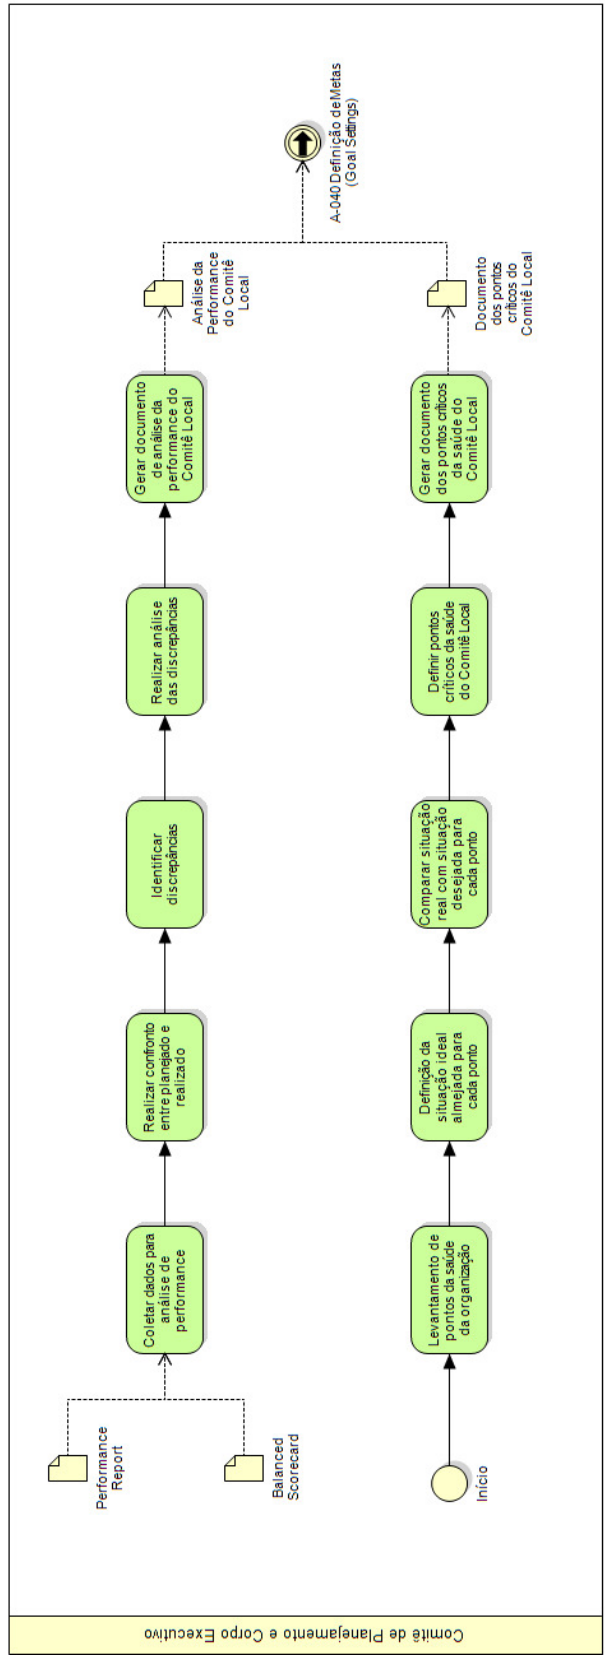 Comitê de Planejamento e Corpo Executivo
Performance
Report
Balanced
Scorecard
Coletar dados para
análise de
performance
Realizar confronto
entre planejado e
realizado
Identificar
discrepâncias
Realizar análise
das discrepâncias
Gerar documento
de análise da
performance do
Comitê Local
Análise da
Performance
do Comitê
Local
A-040 Definição de Metas
(Goal Settings)
Início
Levantamento de
pontos da saúde
da organização
Definição da
situação ideal
almejada para
cada ponto
Comparar situação
real com situação
desejada para
cada ponto
Definir pontos
críticos da saúde
do Comitê Local
Gerar documento
dos pontos críticos
da saúde do
Comitê Local
Documento
dos pontos
críticos do
Comitê Local